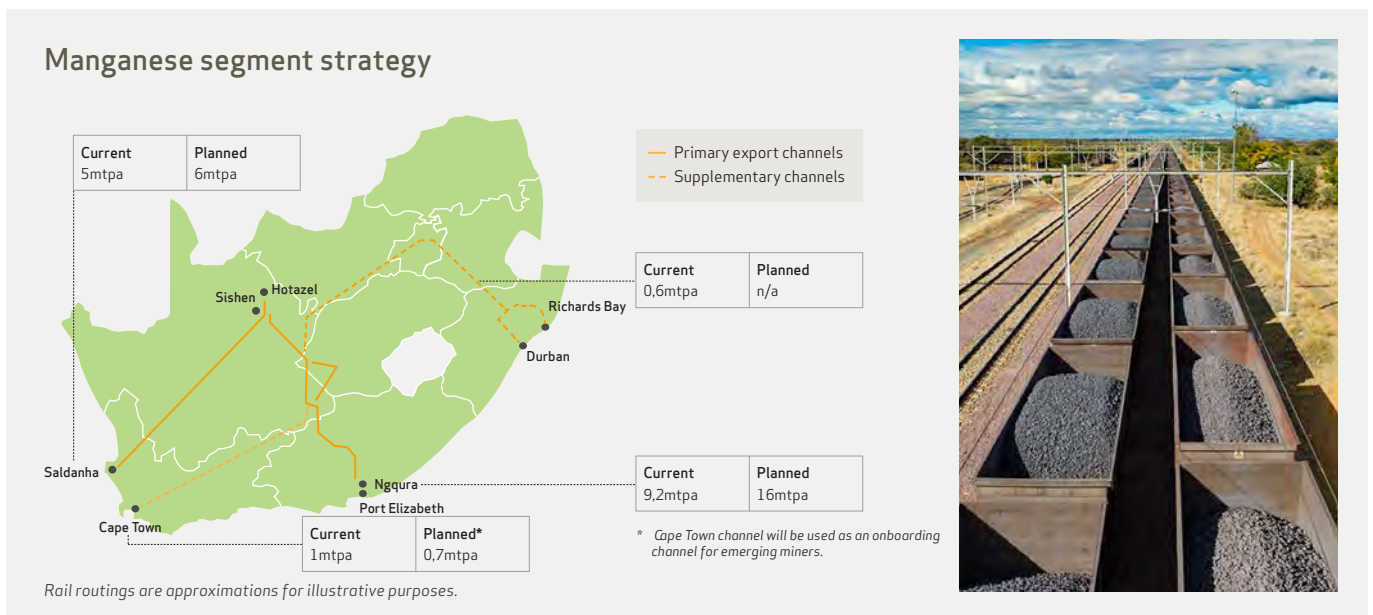 Manganese segment strategy
Current Planned
5mtpa 6mtpa
Primary export channels
Supplementary channels
Current Planned
0,6mtpa n/a
Hotazel
Sishen
Richards Bay
Durban
Saldanha
Ngqura
Port Elizabeth
Cape Town
Current Planned
9,2mtpa 16mtpa
Current Planned*
1mtpa 0,7mtpa
* Cape Town channel will be used as an onboarding
channel for emerging miners.
Rail routings are approximations for illustrative purposes.